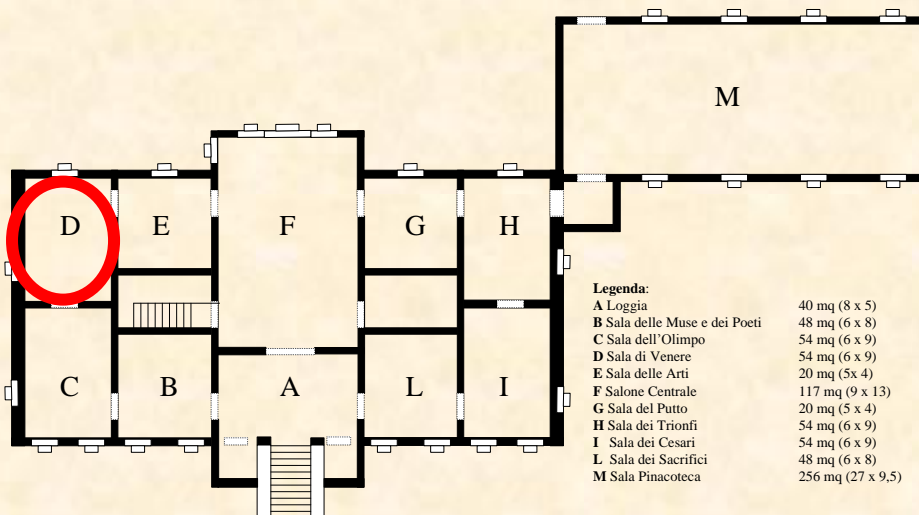 M
D
E
F
G
H
C
B
A
L
I
Legenda:
A Loggia 40 mq (8 x 5)
B Sala delle Muse e dei Poeti 48 mq (6 x 8)
C Sala dell’Olimpo 54 mq (6 x 9)
D Sala di Venere 54 mq (6 x 9)
E Sala delle Arti 20 mq (5x 4)
F Salone Centrale 117 mq (9 x 13)
G Sala del Putto 20 mq (5 x 4)
H Sala dei Trionfi 54 mq (6 x 9)
I Sala dei Cesari 54 mq (6 x 9)
L Sala dei Sacrifici 48 mq (6 x 8)
M Sala Pinacoteca 256 mq (27 x 9,5)